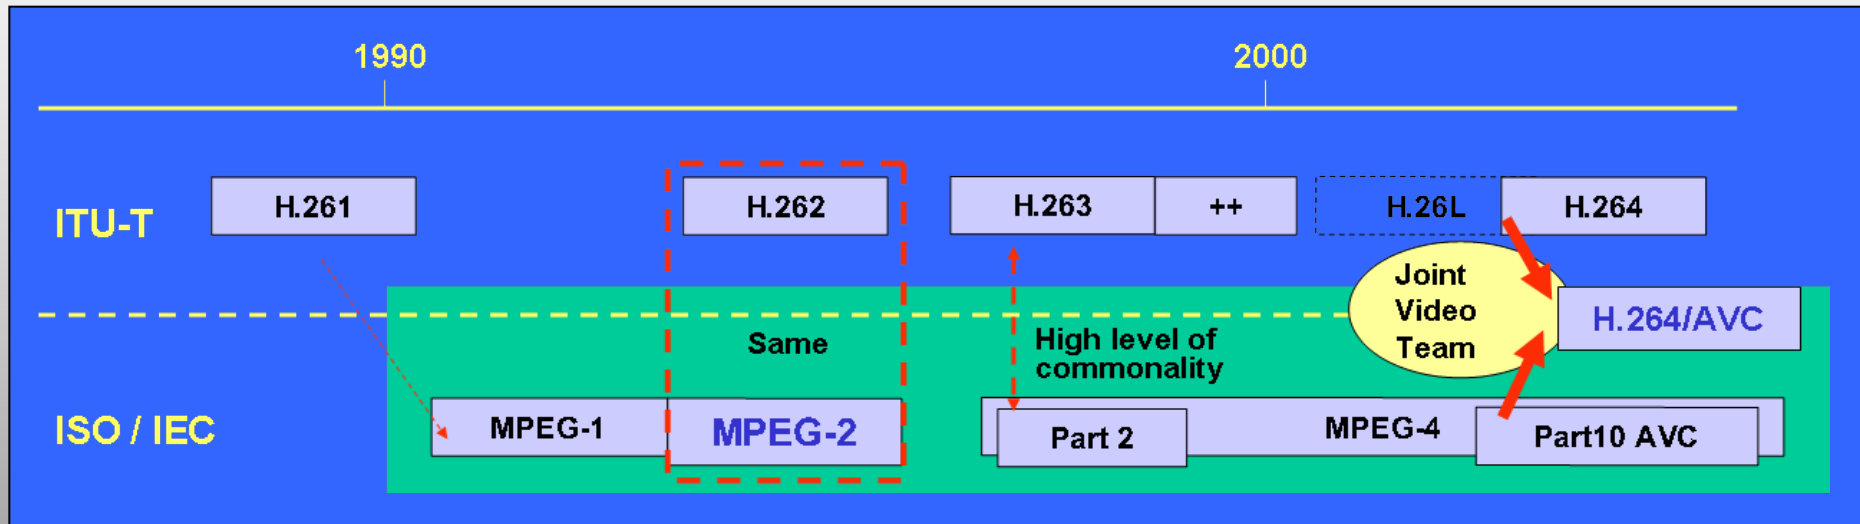 1990
2000
ITU-T
H.261
H.262
H.263
++
H.26L
H.264
Joint
Video
Team
H.264/AVC
Same
High level of
commonality
ISO / IEC
MPEG-1
MPEG-2
Part 2
MPEG-4
Part10 AVC